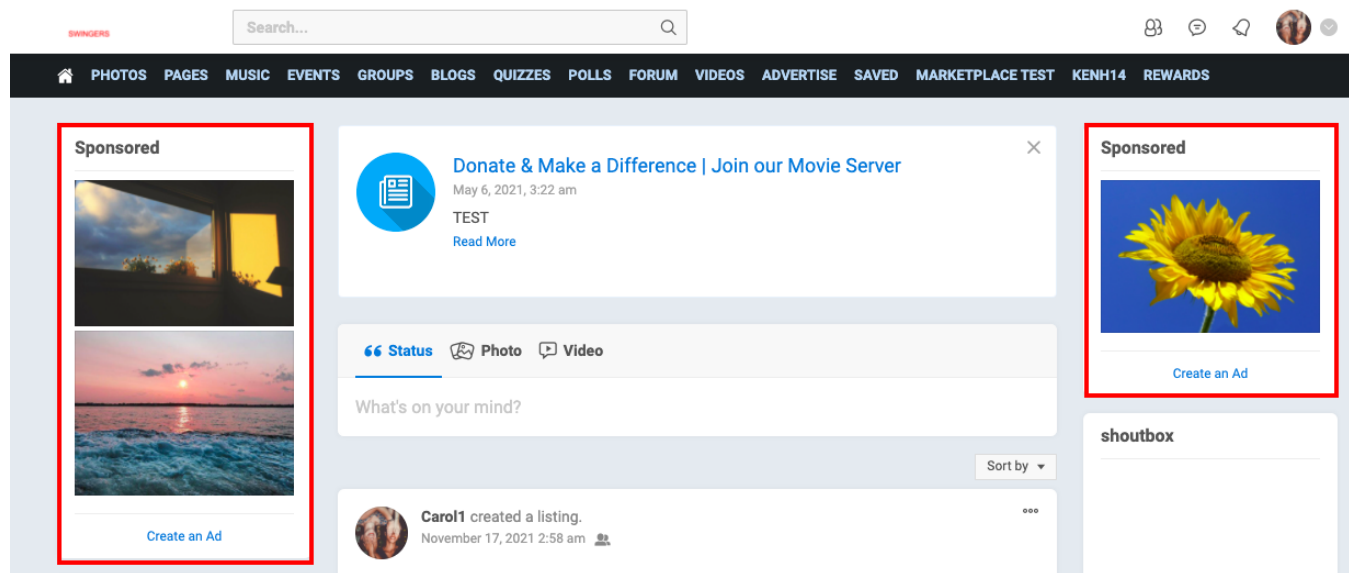 SWINGERS
Search...
PHOTOS PAGES MUSIC EVENTS GROUPS BLOGS QUIZZES POLLS FORUM VIDEOS ADVERTISE SAVED MARKETPLACE TEST KENH14 REWARDS
Sponsored
Create an Ad
Donate & Make a Difference | Join our Movie Server
May 6, 2021, 3:22 am
TEST
Read More
Status Photo Video
What's on your mind?
Sort by
Carol1 created a listing.
November 17, 2021 2:58 am
Sponsored
Create an Ad
shoutbox